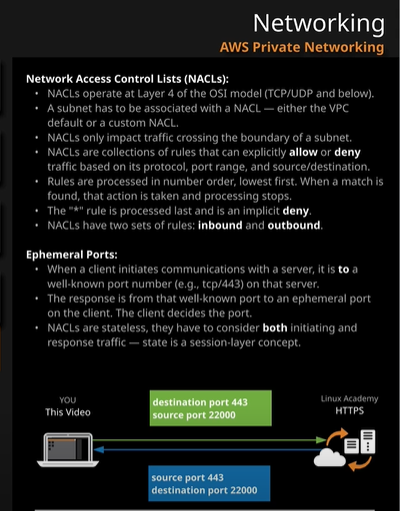 Networking
AWS Private Networking
Network Access Control Lists (NACLs):
• NACLs operate at Layer 4 of the OSI model (TCP/UDP and below).
• A subnet has to be associated with a NACL — either the VPC
default or a custom NACL.
• NACLs only impact traffic crossing the boundary of a subnet.
• NACLs are collections of rules that can explicitly allow or deny
traffic based on its protocol, port range, and source/destination.
• Rules are processed in number order, lowest first. When a match is
found, that action is taken and processing stops.
• The "*" rule is processed last and is an implicit deny.
• NACLs have two sets of rules: inbound and outbound.
Ephemeral Ports:
• When a client initiates communications with a server, it is to a
well-known port number (e.g., tcp/443) on that server.
• The response is from that well-known port to an ephemeral port
on the client. The client decides the port.
• NACLs are stateless, they have to consider both initiating and
response traffic — state is a session-layer concept.
YOU
This Video
destination port 443
source port 22000
Linux Academy
HTTPS
source port 443
destination port 22000